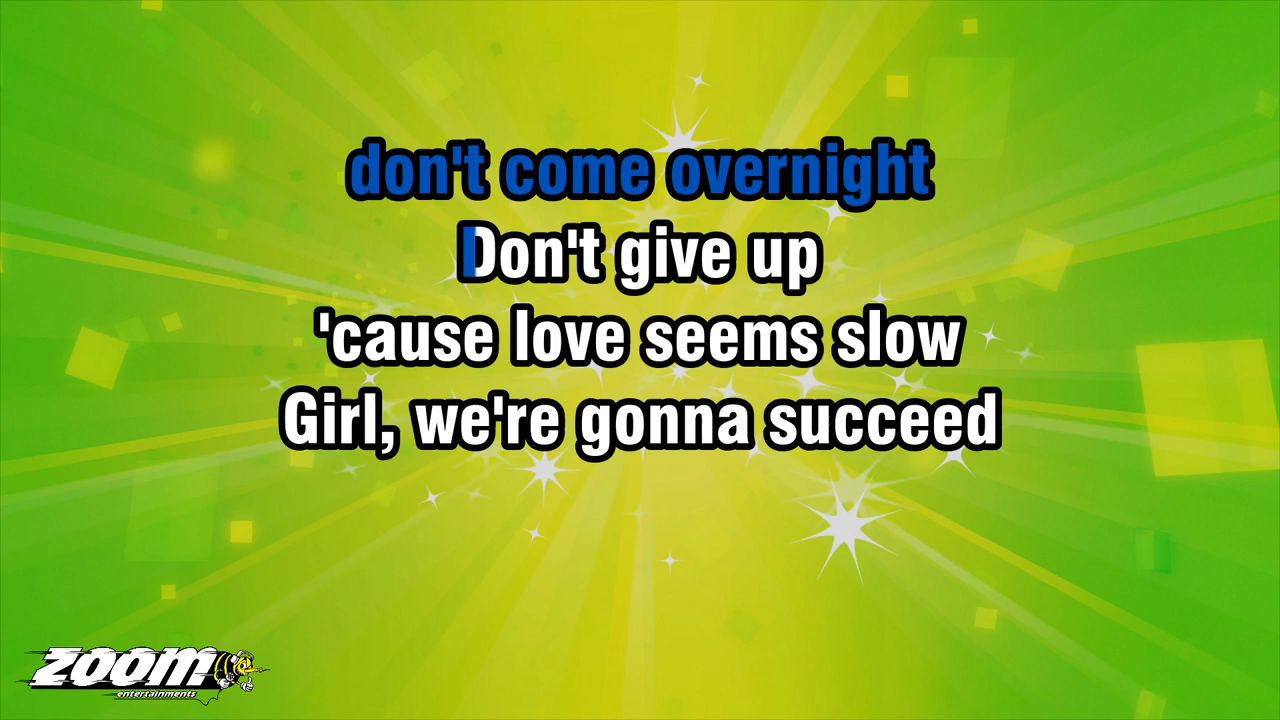 don't come overnight
Don't give up
'cause love seems slow
Girl, we're gonna succeed
ZOOM
entertainments